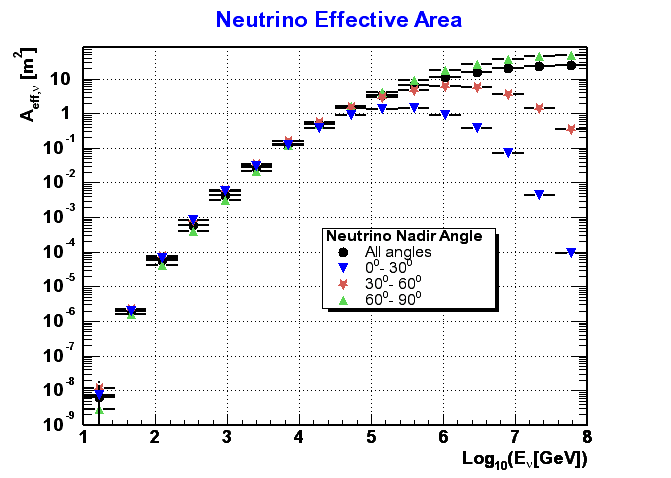 Neutrino Effective Area
A_eff,ν [m²]
10
1
10⁻¹
10⁻²
10⁻³
10⁻⁴
10⁻⁵
10⁻⁶
10⁻⁷
10⁻⁸
10⁻⁹
Neutrino Nadir Angle
All angles
0⁰- 30⁰
30⁰- 60⁰
60⁰- 90⁰
1 2 3 4 5 6 7 8
Log₁₀(E_ν[GeV])